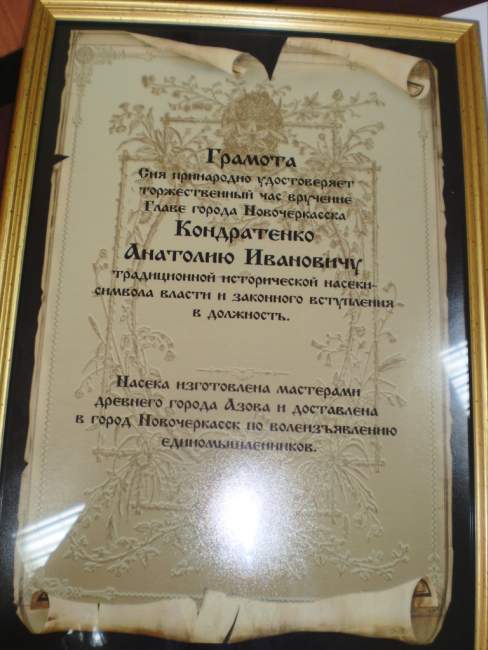 Грамота
Сия принародно удостоверяет
торжественный час вручение
Главе города Новочеркасска
Кондратенко
Анатолию Ивановичу
традиционной исторической насеки-
символа власти и законного вступления
в должность.
Насека изготовлена мастерами
древнего города Азова и доставлена
в город Новочеркасск по волеизъявлению
единомышленников.